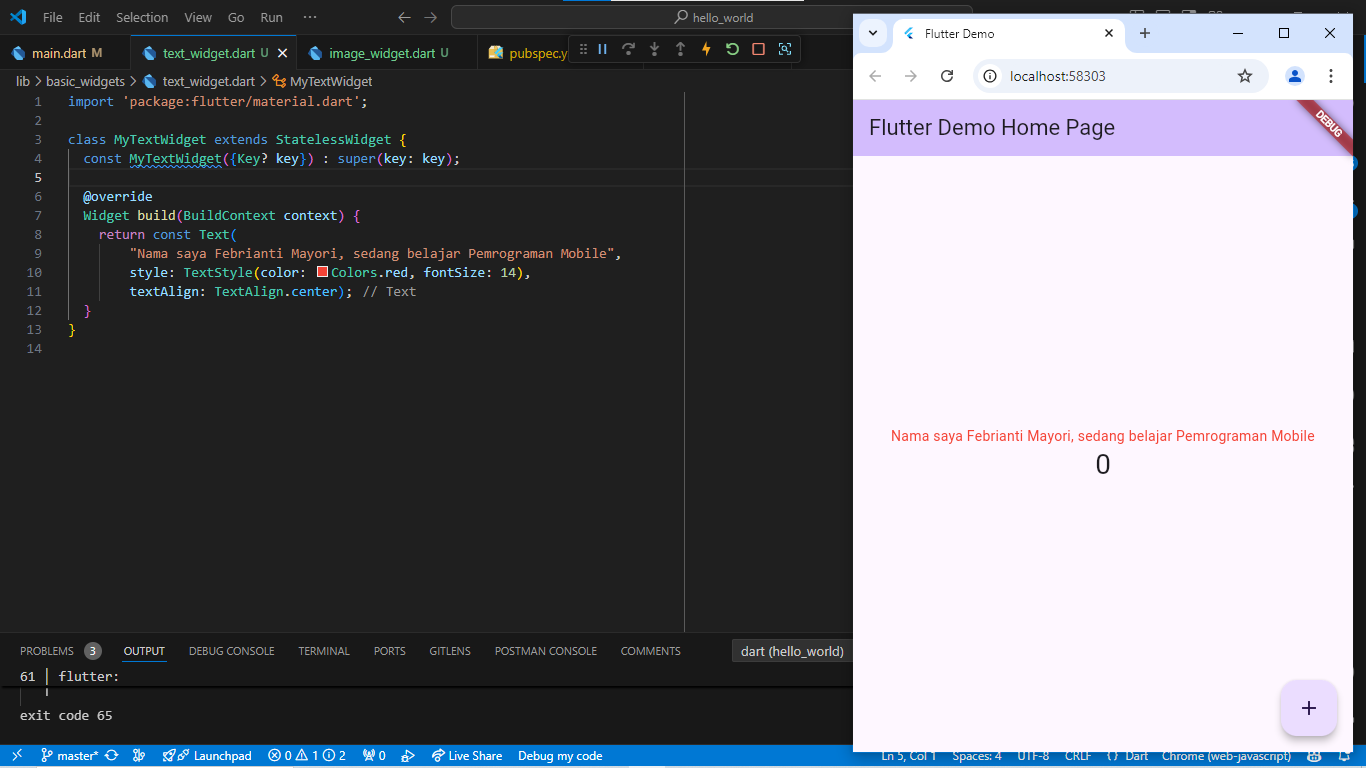 File Edit Selection View Go Run ··· hello_world
main.dart M text_widget.dart U image_widget.dart U pubspec.y
lib > basic_widgets > text_widget.dart > MyTextWidget
1 import 'package:flutter/material.dart';
2
3 class MyTextWidget extends StatelessWidget {
4 const MyTextWidget({Key? key}) : super(key: key);
5
6 @override
7 Widget build(BuildContext context) {
8 return const Text(
9 "Nama saya Febrianti Mayori, sedang belajar Pemrograman Mobile",
10 style: TextStyle(color: Colors.red, fontSize: 14),
11 textAlign: TextAlign.center); // Text
12 }
13 }
14
PROBLEMS 3 OUTPUT DEBUG CONSOLE TERMINAL PORTS GITLENS POSTMAN CONSOLE COMMENTS dart (hello_world)
61 | flutter:
exit code 65
master* Launchpad 0 1 2 0 Live Share Debug my code Ln 5, Col 1 Spaces: 4 UTF-8 CRLF {} Dart Chrome (web-javascript)
Flutter Demo
localhost:58303
Flutter Demo Home Page
DEBUG
Nama saya Febrianti Mayori, sedang belajar Pemrograman Mobile
0
+